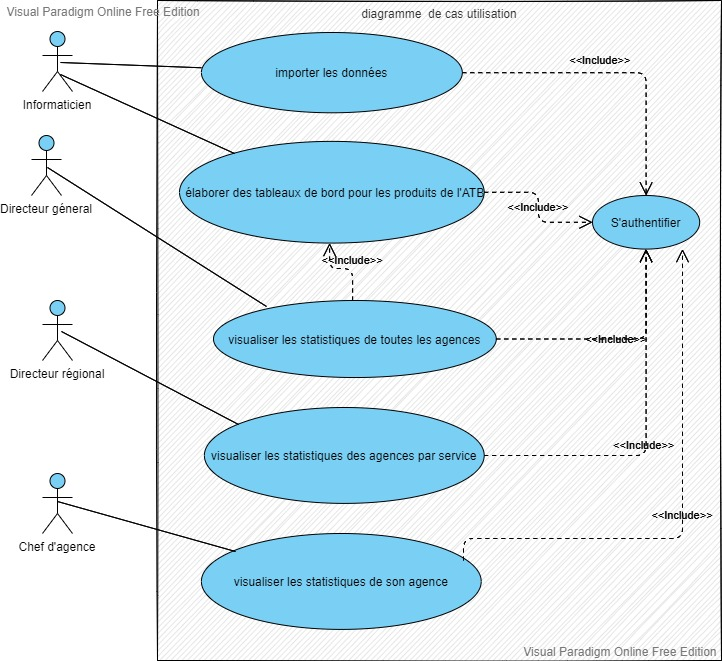 Visual Paradigm Online Free Edition
diagramme de cas utilisation
<<Include>>
importer les données
Informaticien
élaborer des tableaux de bord pour les produits de l'ATB
<<Include>>
Directeur géneral
S'authentifier
<<Include>>
visualiser les statistiques de toutes les agences
<<Include>>
Directeur régional
<<Include>>
visualiser les statistiques des agences par service
<<Include>>
Chef d'agence
visualiser les statistiques de son agence
Visual Paradigm Online Free Edition